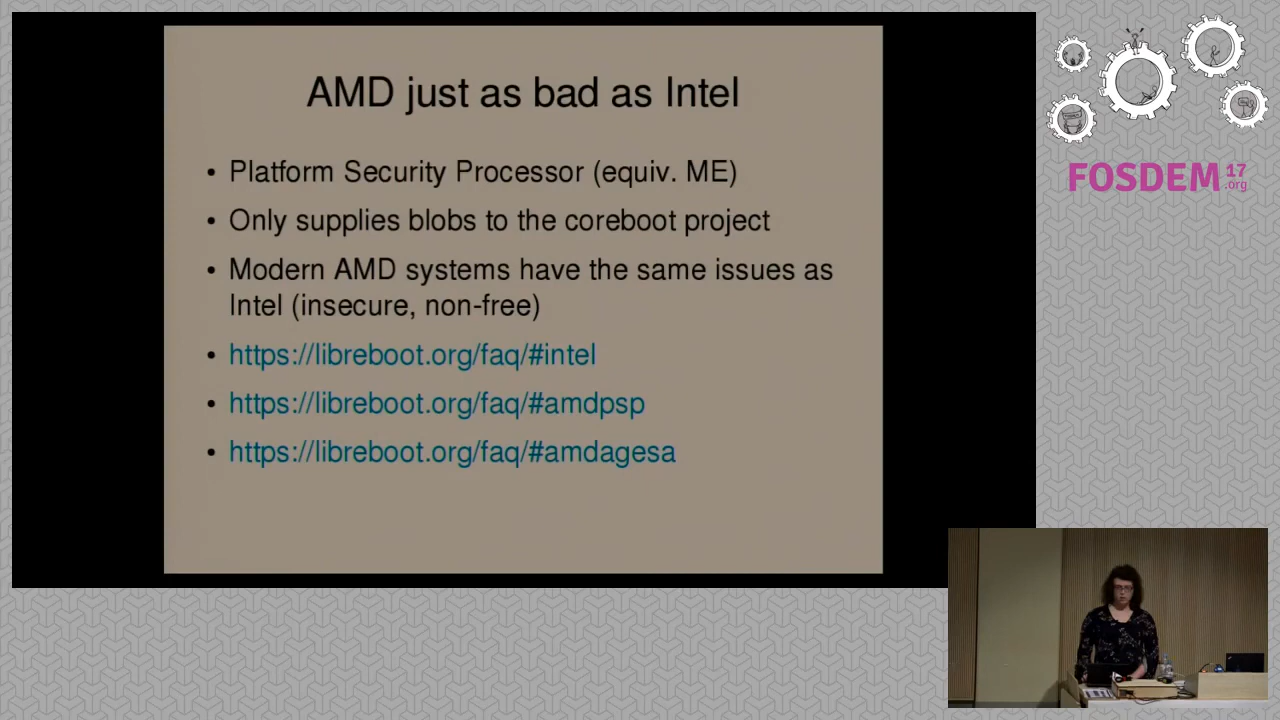 AMD just as bad as Intel
• Platform Security Processor (equiv. ME)
• Only supplies blobs to the coreboot project
• Modern AMD systems have the same issues as
Intel (insecure, non-free)
• https://libreboot.org/faq/#intel
• https://libreboot.org/faq/#amdpsp
• https://libreboot.org/faq/#amdagesa
FOSDEM 17
.org